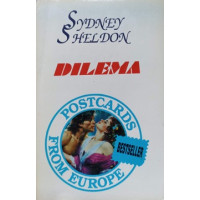 SYDNEY
SHELDON
DILEMA
POSTCARDS
FROM EUROPE
BESTSELLER